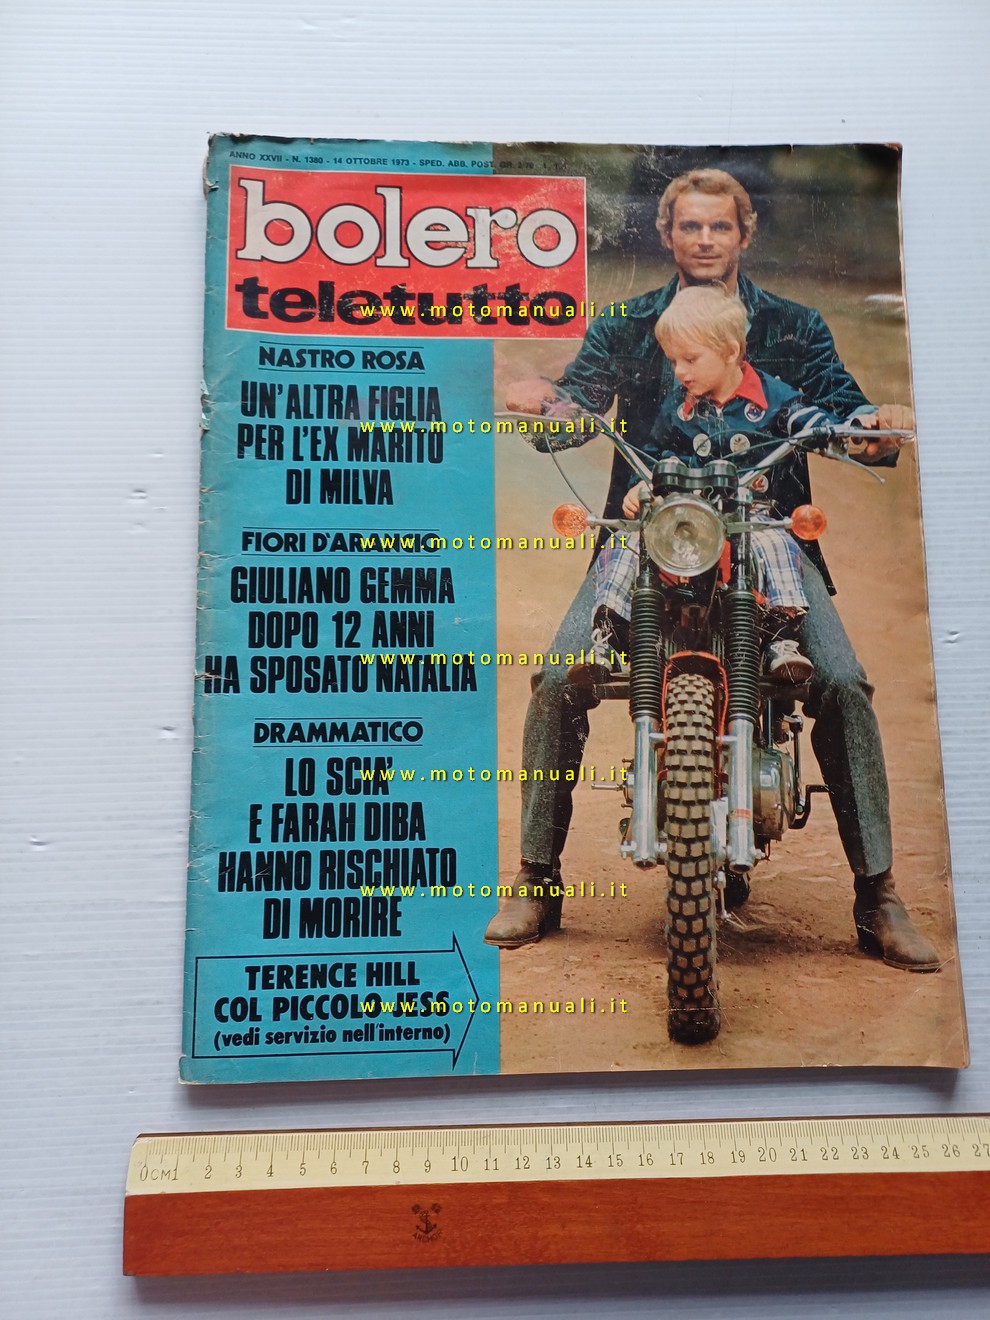 ANNO XXVII - N. 1380 - 14 OTTOBRE 1973 - SPED. ABB. POST. GR. 2/70
bolero
teletutto
www.motomanuali.it
NASTRO ROSA
UN'ALTRA FIGLIA
www.motomanuali.it
PER L'EX MARITO
DI MILVA
FIORI D'ARANCIO
www.motomanuali.it
GIULIANO GEMMA
DOPO 12 ANNI
www.motomanuali.it
HA SPOSATO NATALIA
DRAMMATICO
LO SCIA'
www.motomanuali.it
E FARAH DIBA
HANNO RISCHIATO
www.motomanuali.it
DI MORIRE
TERENCE HILL
COL PICCOLO JESS
www.motomanuali.it
(vedi servizio nell'interno)
0CM1 2 3 4 5 6 7 8 9 10 11 12 13 14 15 16 17 18 19 20 21 22 23 24 25 26 27
ANCHOR